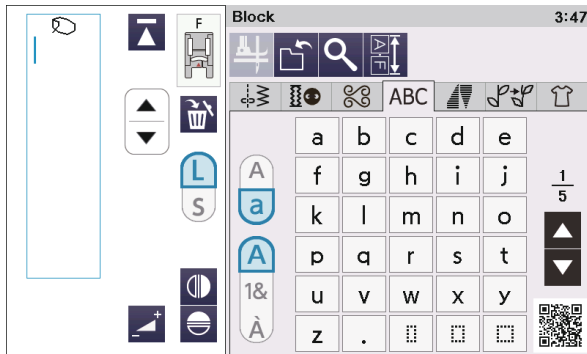 F
L
S
Block 3:47
A-F
ABC
A
a
A
1&
À
a b c d e
f g h i j
k l m n o
p q r s t
u v w x y
z .
1
5